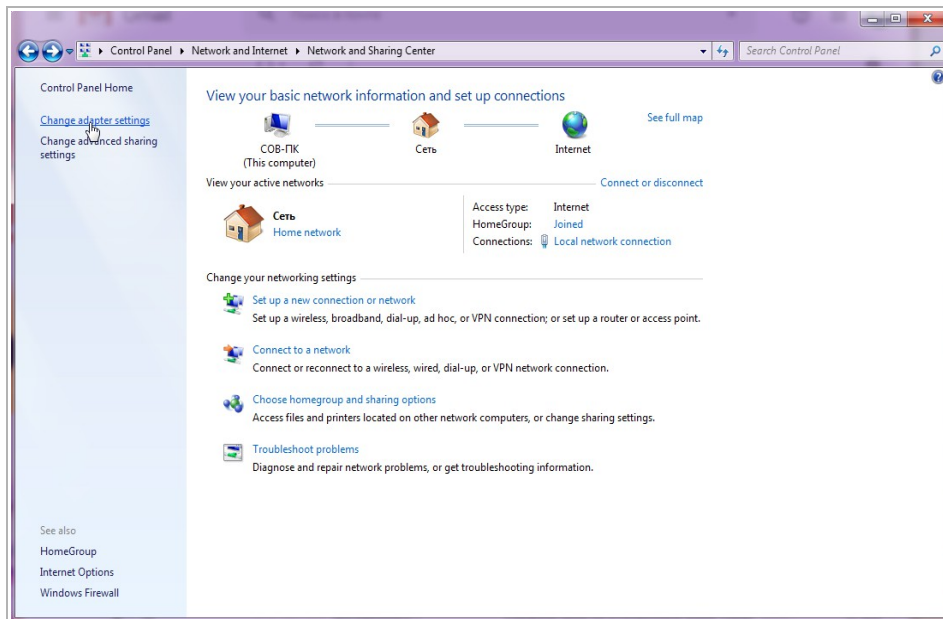 Control Panel ▸ Network and Internet ▸ Network and Sharing Center
Search Control Panel
Control Panel Home
Change adapter settings
Change advanced sharing
settings
See also
HomeGroup
Internet Options
Windows Firewall
View your basic network information and set up connections
See full map
СОВ-ПК
(This computer)
Сеть
Internet
View your active networks
Connect or disconnect
Сеть
Home network
Access type: Internet
HomeGroup: Joined
Connections: Local network connection
Change your networking settings
Set up a new connection or network
Set up a wireless, broadband, dial-up, ad hoc, or VPN connection; or set up a router or access point.
Connect to a network
Connect or reconnect to a wireless, wired, dial-up, or VPN network connection.
Choose homegroup and sharing options
Access files and printers located on other network computers, or change sharing settings.
Troubleshoot problems
Diagnose and repair network problems, or get troubleshooting information.